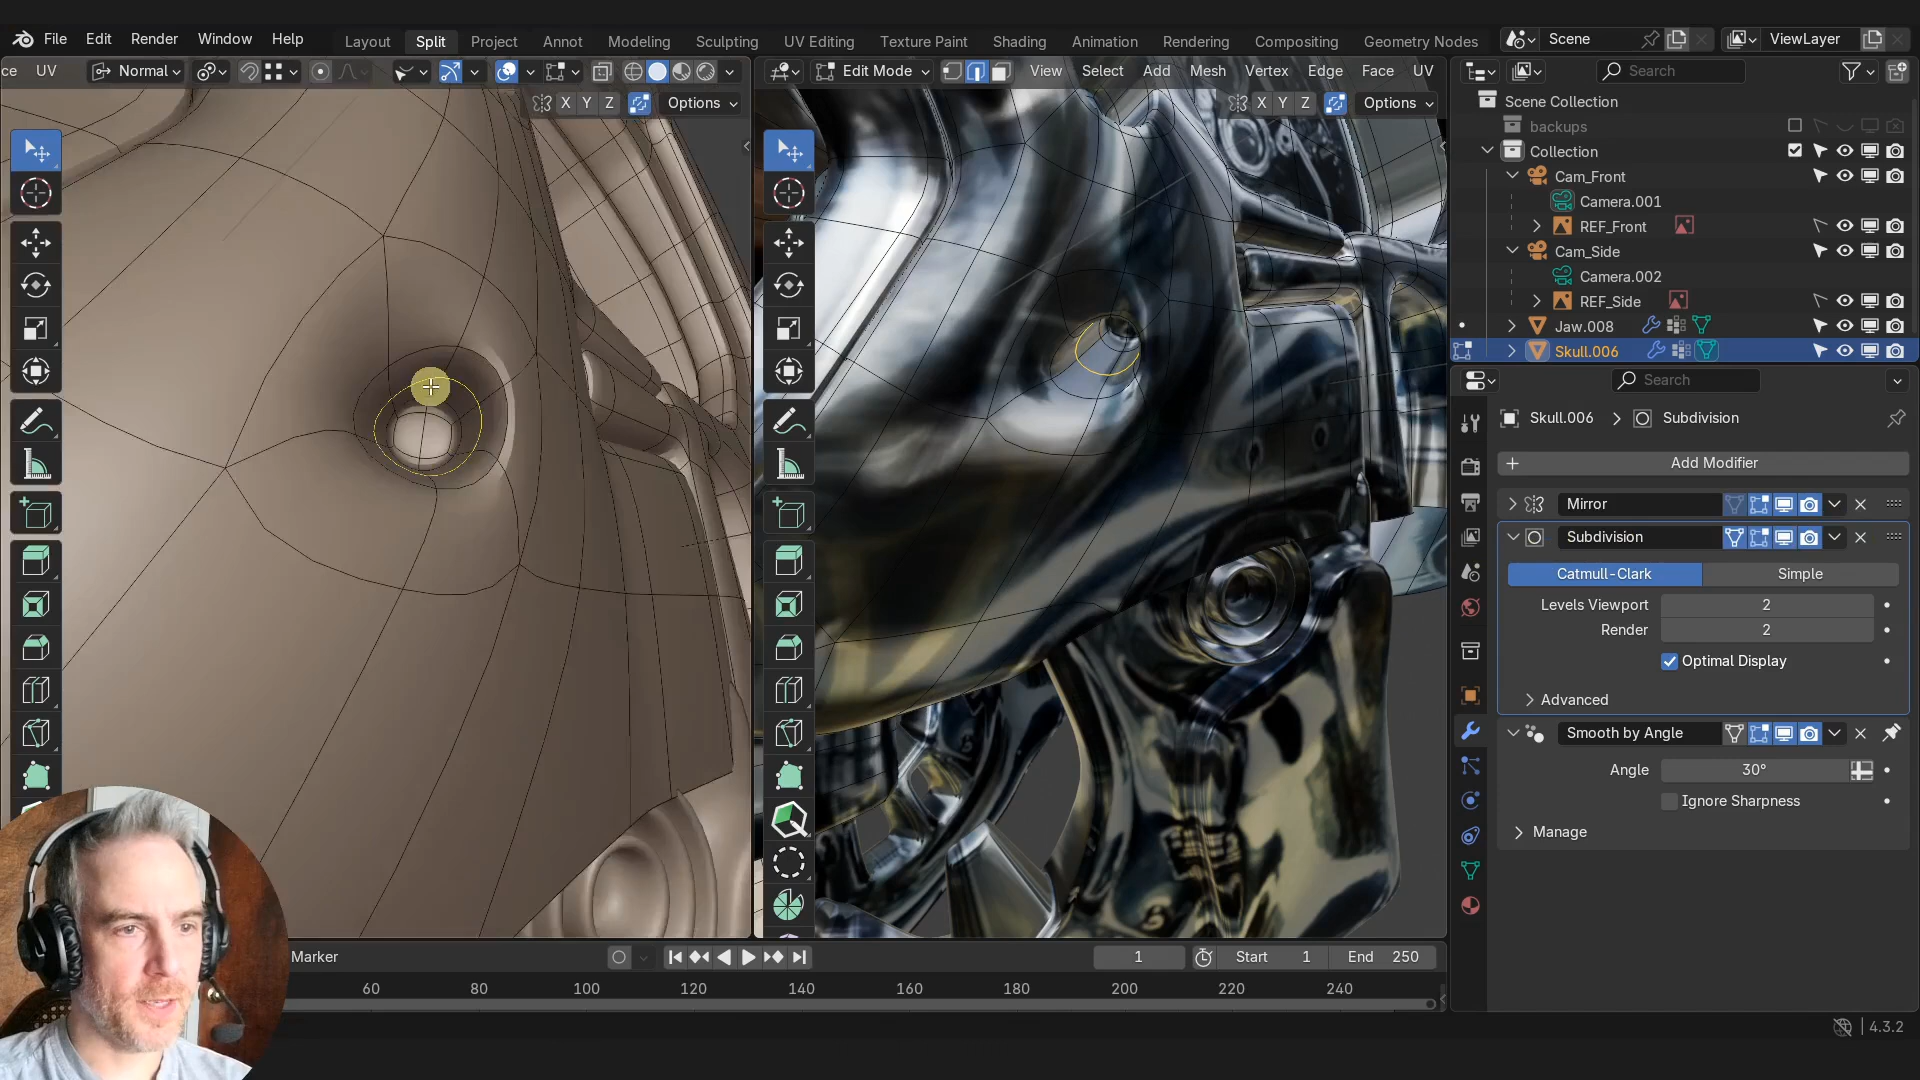 File Edit Render Window Help Layout Split Project Annot Modeling Sculpting UV Editing Texture Paint Shading Animation Rendering Compositing Geometry Nodes Scene ViewLayer
ce UV Normal Edit Mode View Select Add Mesh Vertex Edge Face UV Search
X Y Z Options X Y Z Options
Scene Collection
backups
Collection
Cam_Front
Camera.001
REF_Front
Cam_Side
Camera.002
REF_Side
Jaw.008
Skull.006
Search
Skull.006 Subdivision
Add Modifier
Mirror
Subdivision
Catmull-Clark Simple
Levels Viewport 2
Render 2
Optimal Display
Advanced
Smooth by Angle
Angle 30°
Ignore Sharpness
Manage
Marker 1 Start 1 End 250
60 80 100 120 140 160 180 200 220 240
4.3.2